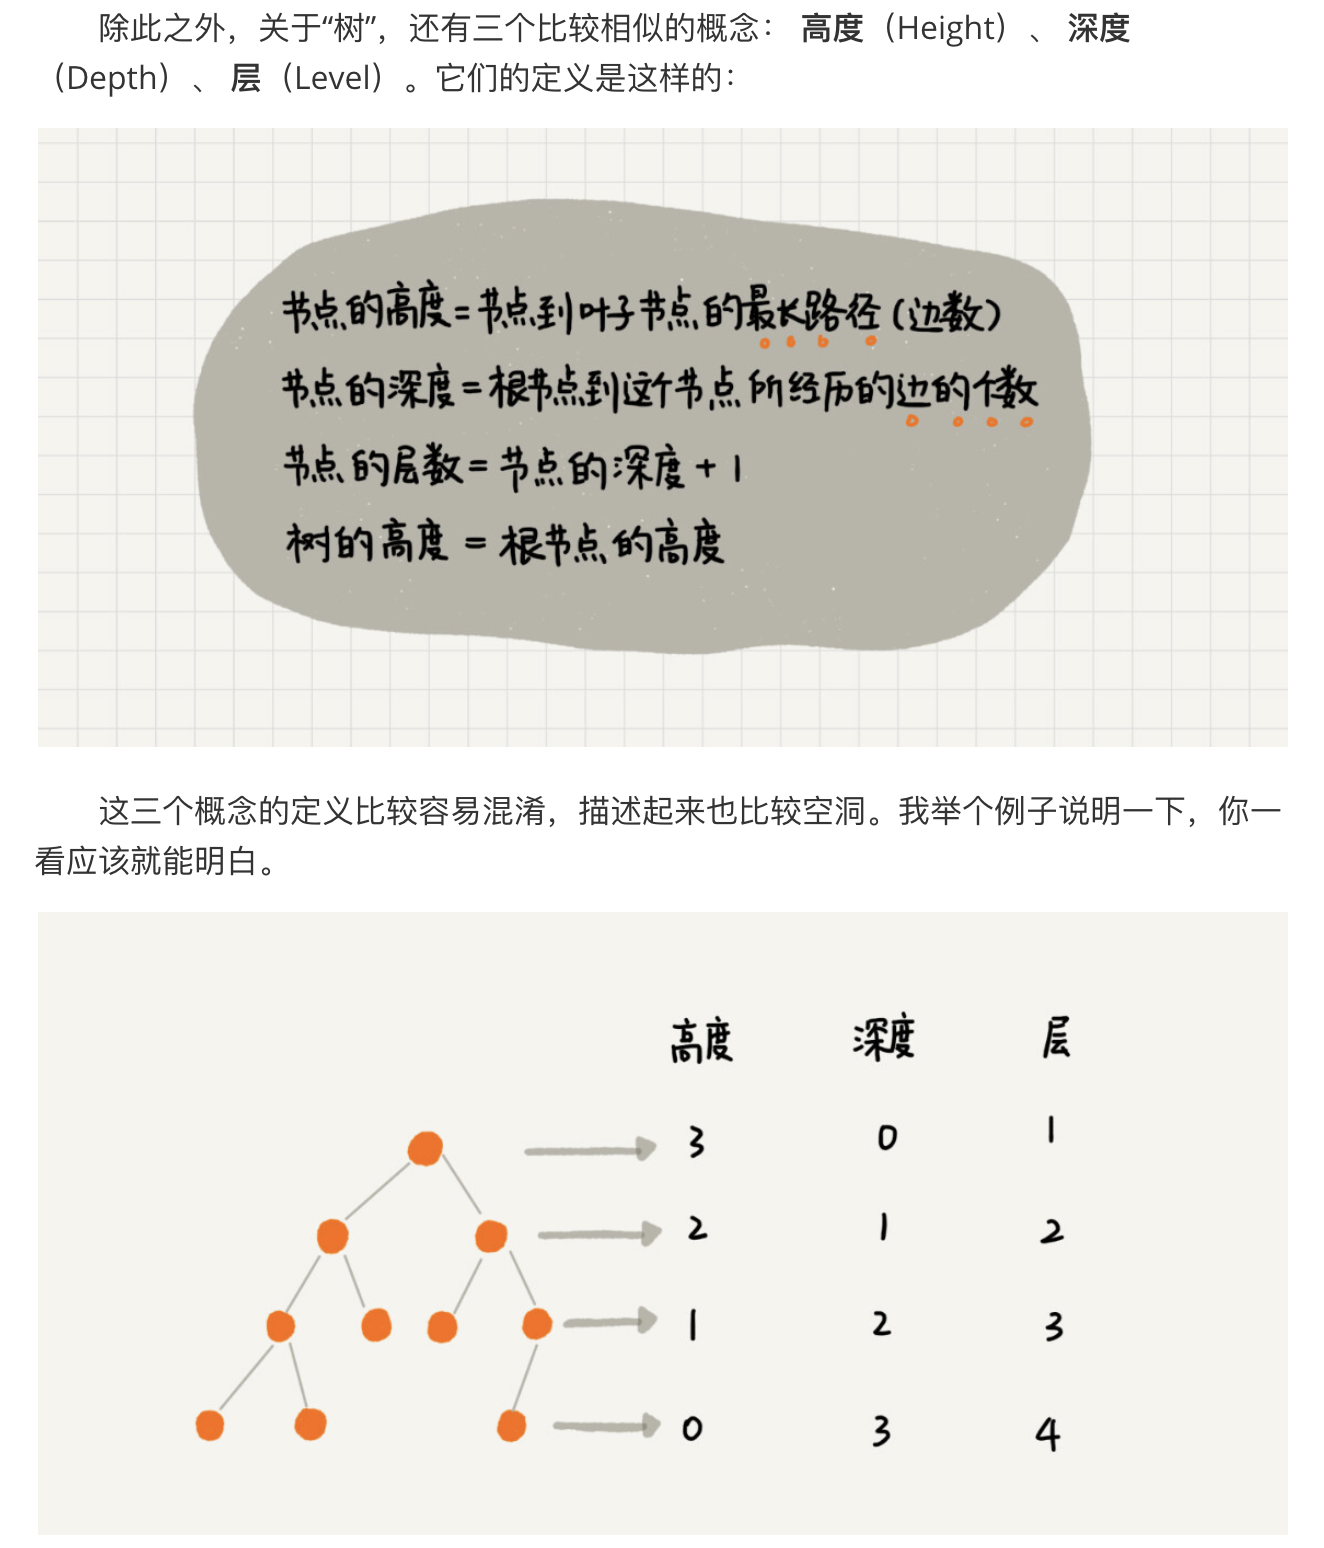 除此之外，关于“树”，还有三个比较相似的概念： 高度（Height）、 深度
（Depth）、 层（Level）。它们的定义是这样的：
节点的高度=节点到叶子节点的最长路径(边数)
节点的深度=根节点到这个节点所经历的边的个数
节点的层数=节点的深度+1
树的高度=根节点的高度
这三个概念的定义比较容易混淆，描述起来也比较空洞。我举个例子说明一下，你一
看应该就能明白。
高度 深度 层
3 0 1
2 1 2
1 2 3
0 3 4